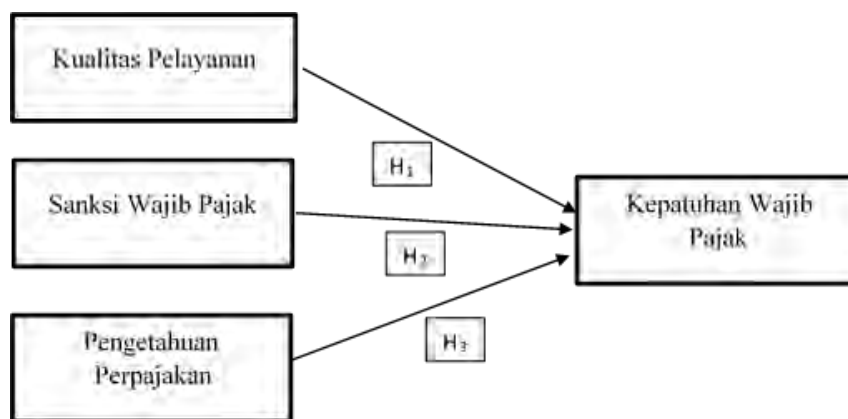 Kualitas Pelayanan
H₁
Sanksi Wajib Pajak
Kepatuhan Wajib
Pajak
H₂
Pengetahuan
Perpajakan
H₃